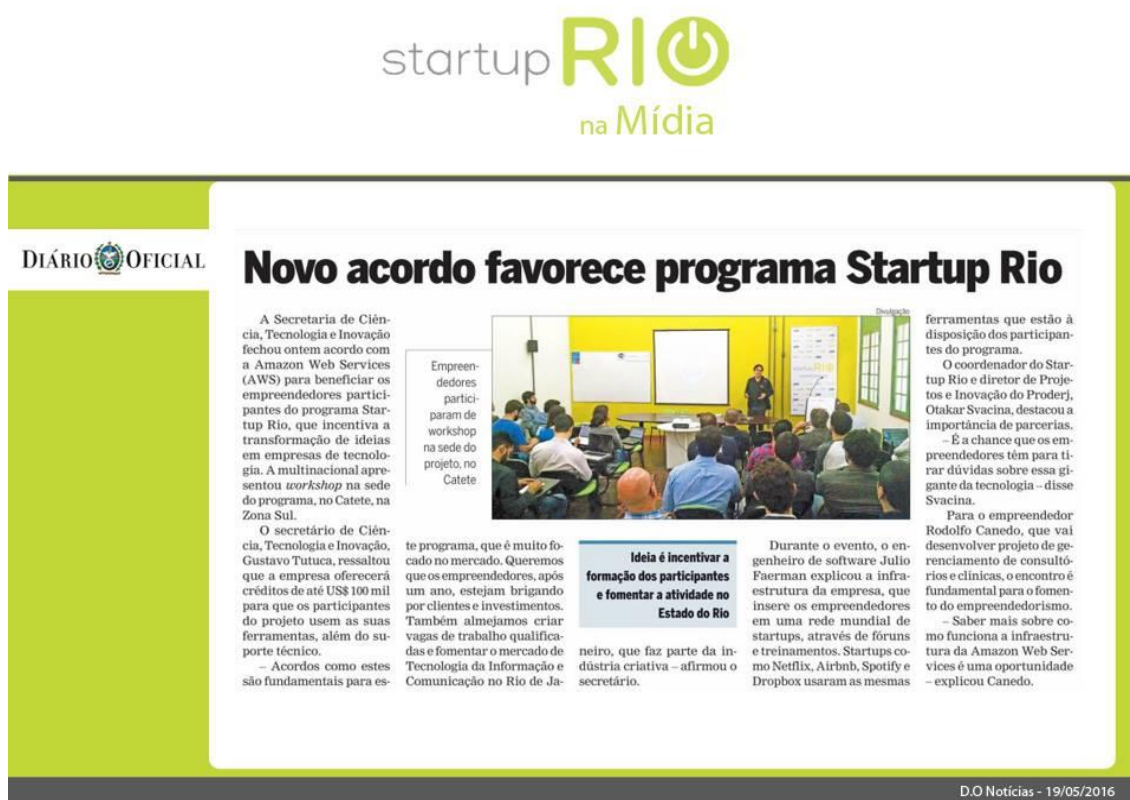 startup RIO
na Mídia
DIÁRIO OFICIAL
Novo acordo favorece programa Startup Rio
A Secretaria de Ciên-
cia, Tecnologia e Inovação
fechou ontem acordo com
a Amazon Web Services
(AWS) para beneficiar os
empreendedores partici-
pantes do programa Star-
tup Rio, que incentiva a
transformação de ideias
em empresas de tecnolo-
gia. A multinacional apre-
sentou workshop na sede
do programa, no Catete, na
Zona Sul.
O secretário de Ciên-
cia, Tecnologia e Inovação,
Gustavo Tutuca, ressaltou
que a empresa oferecerá
créditos de até US$ 100 mil
para que os participantes
do projeto usem as suas
ferramentas, além do su-
porte técnico.
– Acordos como estes
são fundamentais para es-
Empreen-
dedores
partici-
param de
workshop
na sede do
projeto, no
Catete
Divulgação
startup RIO
te programa, que é muito fo-
cado no mercado. Queremos
que os empreendedores, após
um ano, estejam brigando
por clientes e investimentos.
Também almejamos criar
vagas de trabalho qualifica-
das e fomentar o mercado de
Tecnologia da Informação e
Comunicação no Rio de Ja-
Ideia é incentivar a
formação dos participantes
e fomentar a atividade no
Estado do Rio
neiro, que faz parte da in-
dústria criativa – afirmou o
secretário.
Durante o evento, o en-
genheiro de software Julio
Faerman explicou a infra-
estrutura da empresa, que
insere os empreendedores
em uma rede mundial de
startups, através de fóruns
e treinamentos. Startups co-
mo Netflix, Airbnb, Spotify e
Dropbox usaram as mesmas
ferramentas que estão à
disposição dos participan-
tes do programa.
O coordenador do Star-
tup Rio e diretor de Proje-
tos e Inovação do Proderj,
Otakar Svacina, destacou a
importância de parcerias.
– É a chance que os em-
preendedores têm para ti-
rar dúvidas sobre essa gi-
gante da tecnologia – disse
Svacina.
Para o empreendedor
Rodolfo Canedo, que vai
desenvolver projeto de ge-
renciamento de consultó-
rios e clínicas, o encontro é
fundamental para o fomen-
to do empreendedorismo.
– Saber mais sobre co-
mo funciona a infraestru-
tura da Amazon Web Ser-
vices é uma oportunidade
– explicou Canedo.
D.O Notícias - 19/05/2016